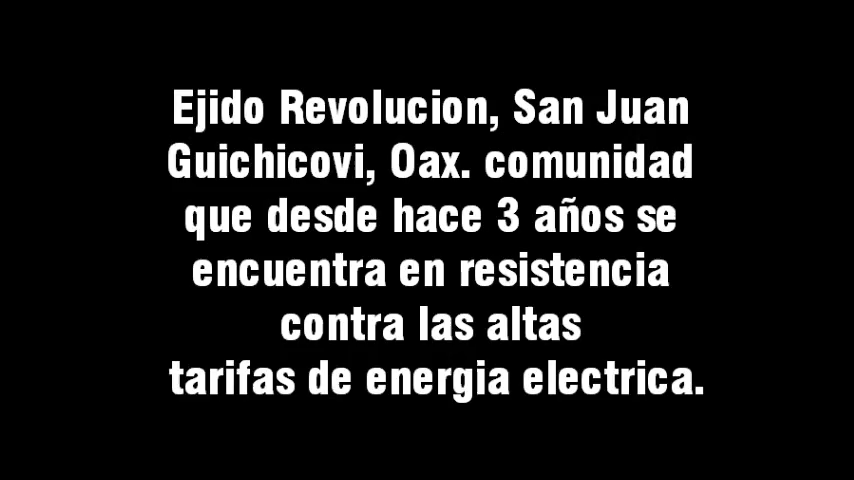 Ejido Revolucion, San Juan
Guichicovi, Oax. comunidad
que desde hace 3 años se
encuentra en resistencia
contra las altas
tarifas de energia electrica.